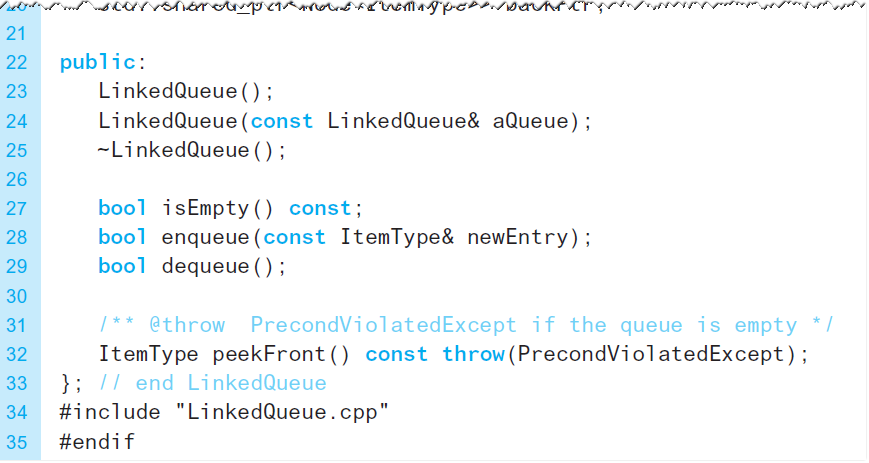 21
22 public:
23    LinkedQueue();
24    LinkedQueue(const LinkedQueue& aQueue);
25    ~LinkedQueue();
26
27    bool isEmpty() const;
28    bool enqueue(const ItemType& newEntry);
29    bool dequeue();
30
31    /** @throw  PrecondViolatedExcept if the queue is empty */
32    ItemType peekFront() const throw(PrecondViolatedExcept);
33 }; // end LinkedQueue
34 #include "LinkedQueue.cpp"
35 #endif